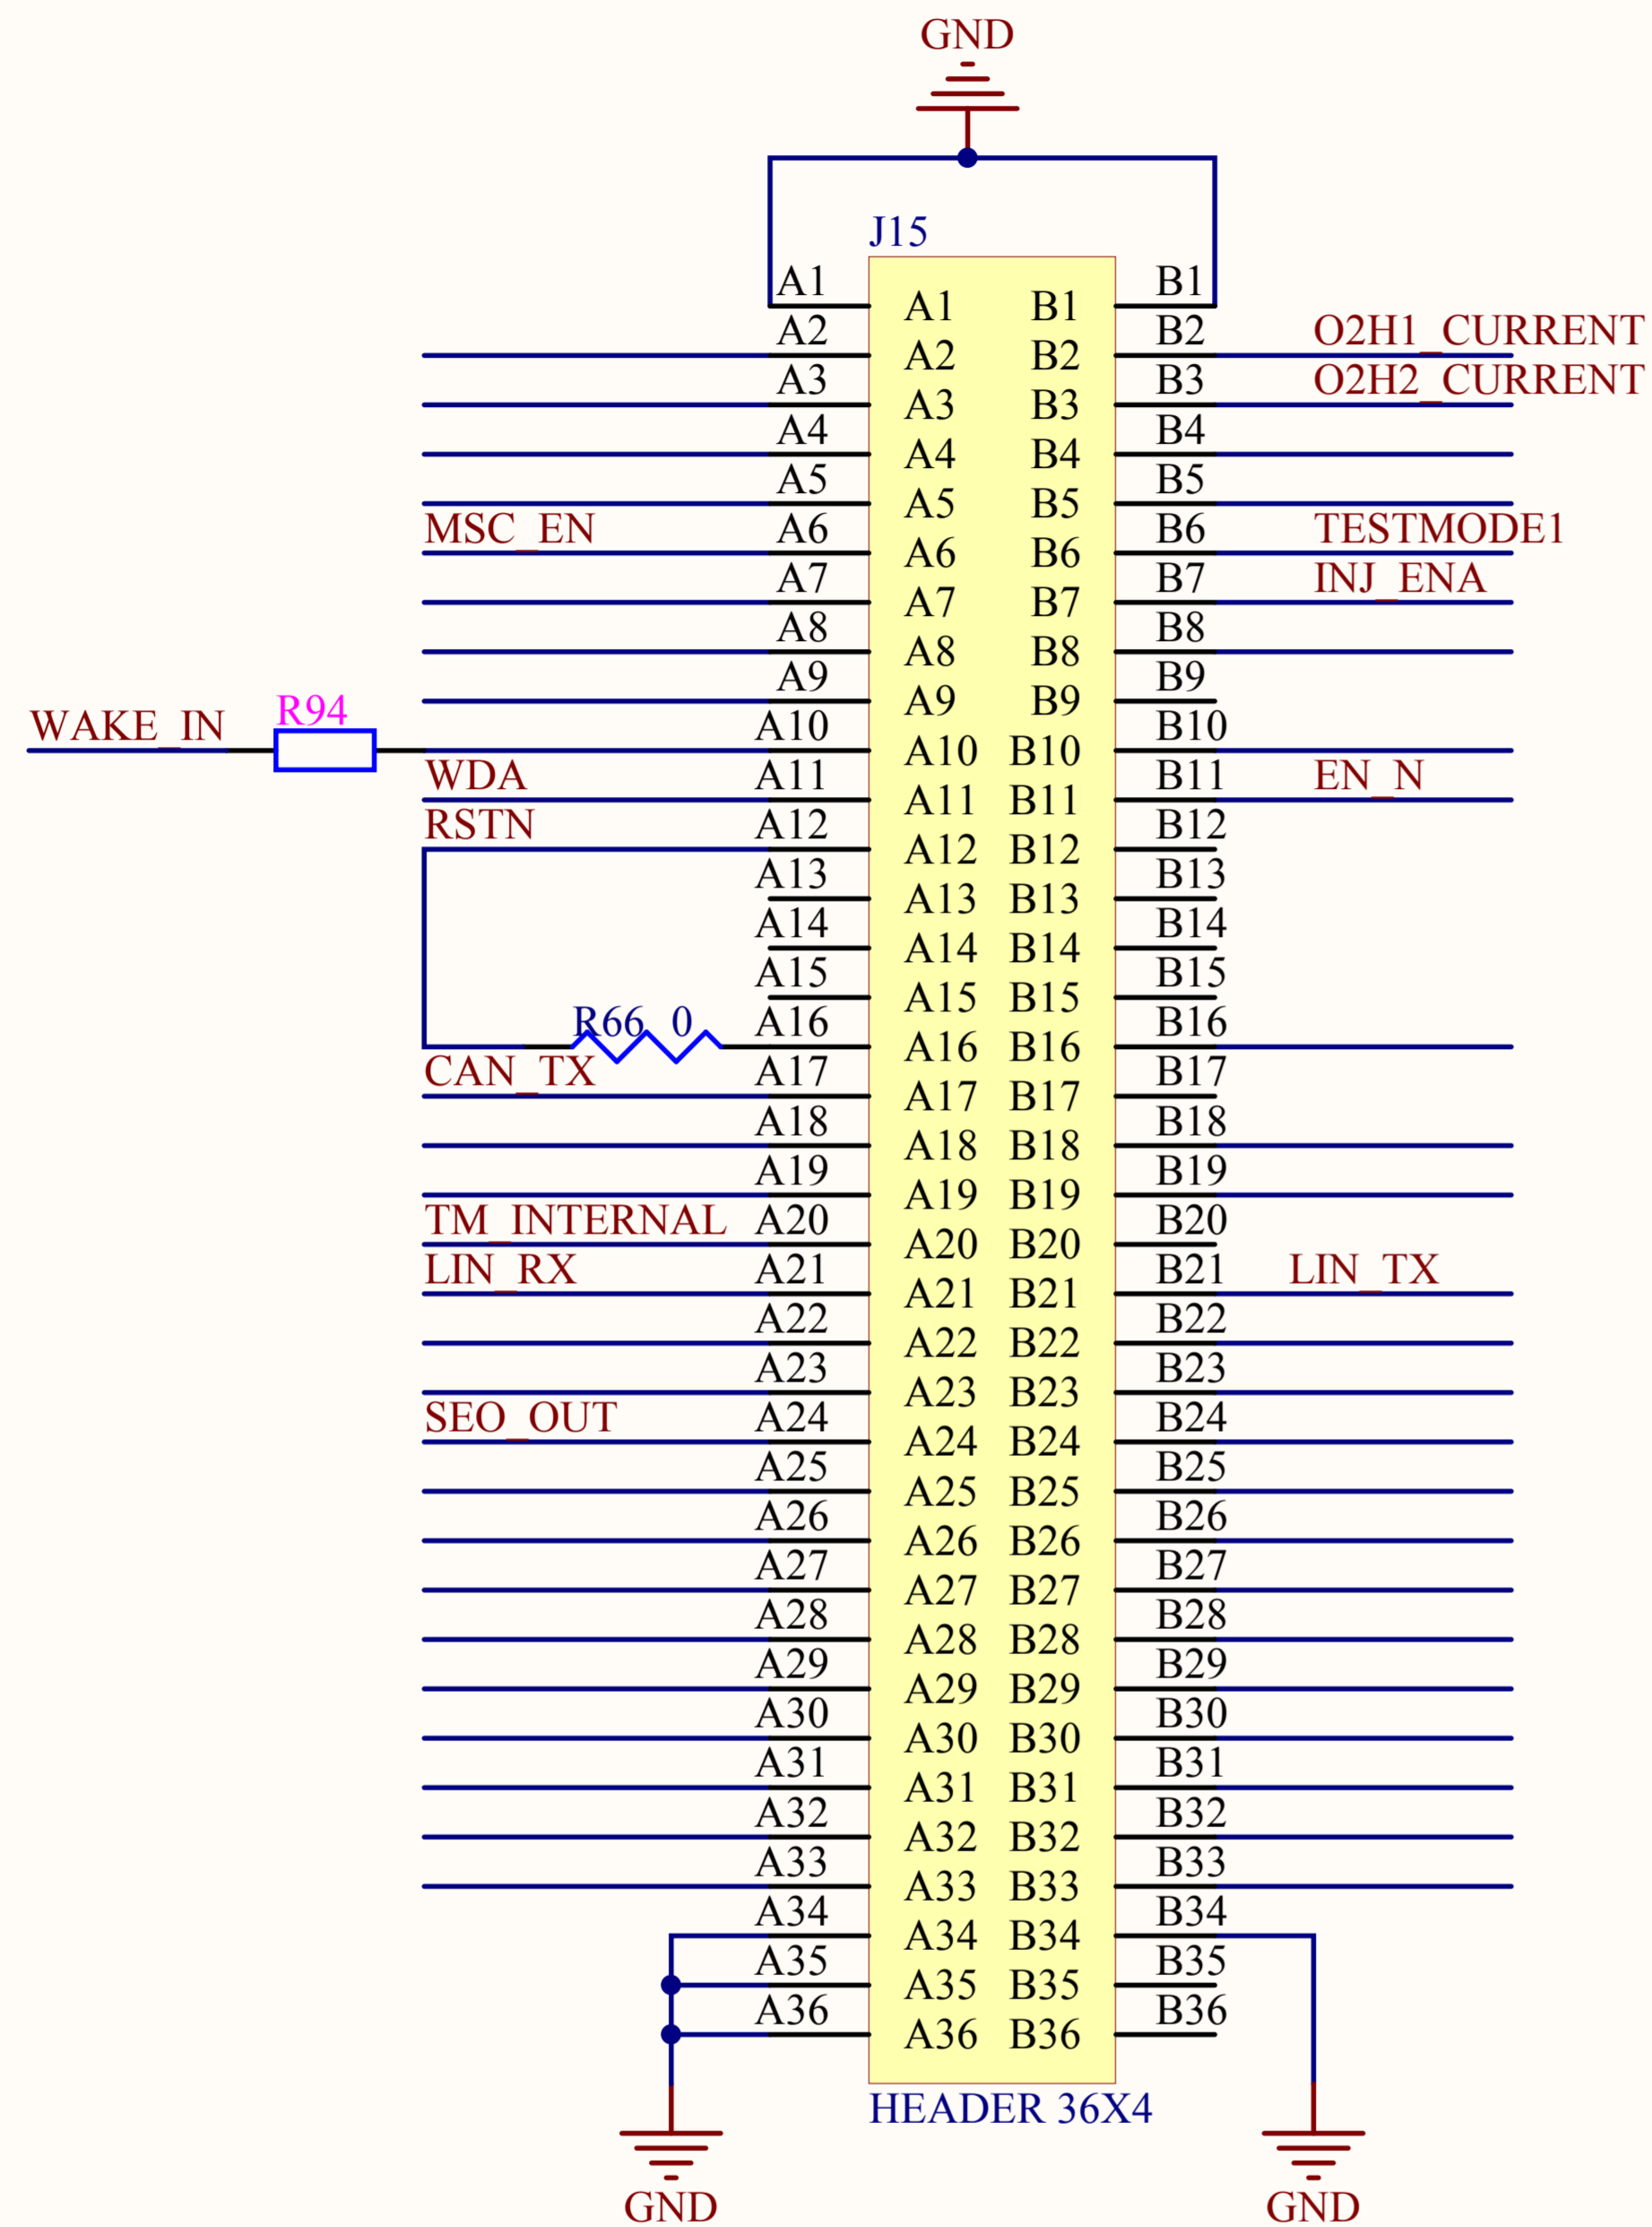 GND
J15
A1 A1 B1 B1
A2 A2 B2 B2 O2H1_CURRENT
A3 A3 B3 B3 O2H2_CURRENT
A4 A4 B4 B4
A5 A5 B5 B5
MSC_EN A6 A6 B6 B6 TESTMODE1
A7 A7 B7 B7 INJ_ENA
A8 A8 B8 B8
A9 A9 B9 B9
WAKE_IN R94 A10 A10 B10 B10
WDA A11 A11 B11 B11 EN_N
RSTN A12 A12 B12 B12
A13 A13 B13 B13
A14 A14 B14 B14
A15 A15 B15 B15
R66 0 A16 A16 B16 B16
CAN_TX A17 A17 B17 B17
A18 A18 B18 B18
A19 A19 B19 B19
TM_INTERNAL A20 A20 B20 B20
LIN_RX A21 A21 B21 B21 LIN_TX
A22 A22 B22 B22
A23 A23 B23 B23
SEO_OUT A24 A24 B24 B24
A25 A25 B25 B25
A26 A26 B26 B26
A27 A27 B27 B27
A28 A28 B28 B28
A29 A29 B29 B29
A30 A30 B30 B30
A31 A31 B31 B31
A32 A32 B32 B32
A33 A33 B33 B33
A34 A34 B34 B34
A35 A35 B35 B35
A36 A36 B36 B36
HEADER 36X4
GND GND